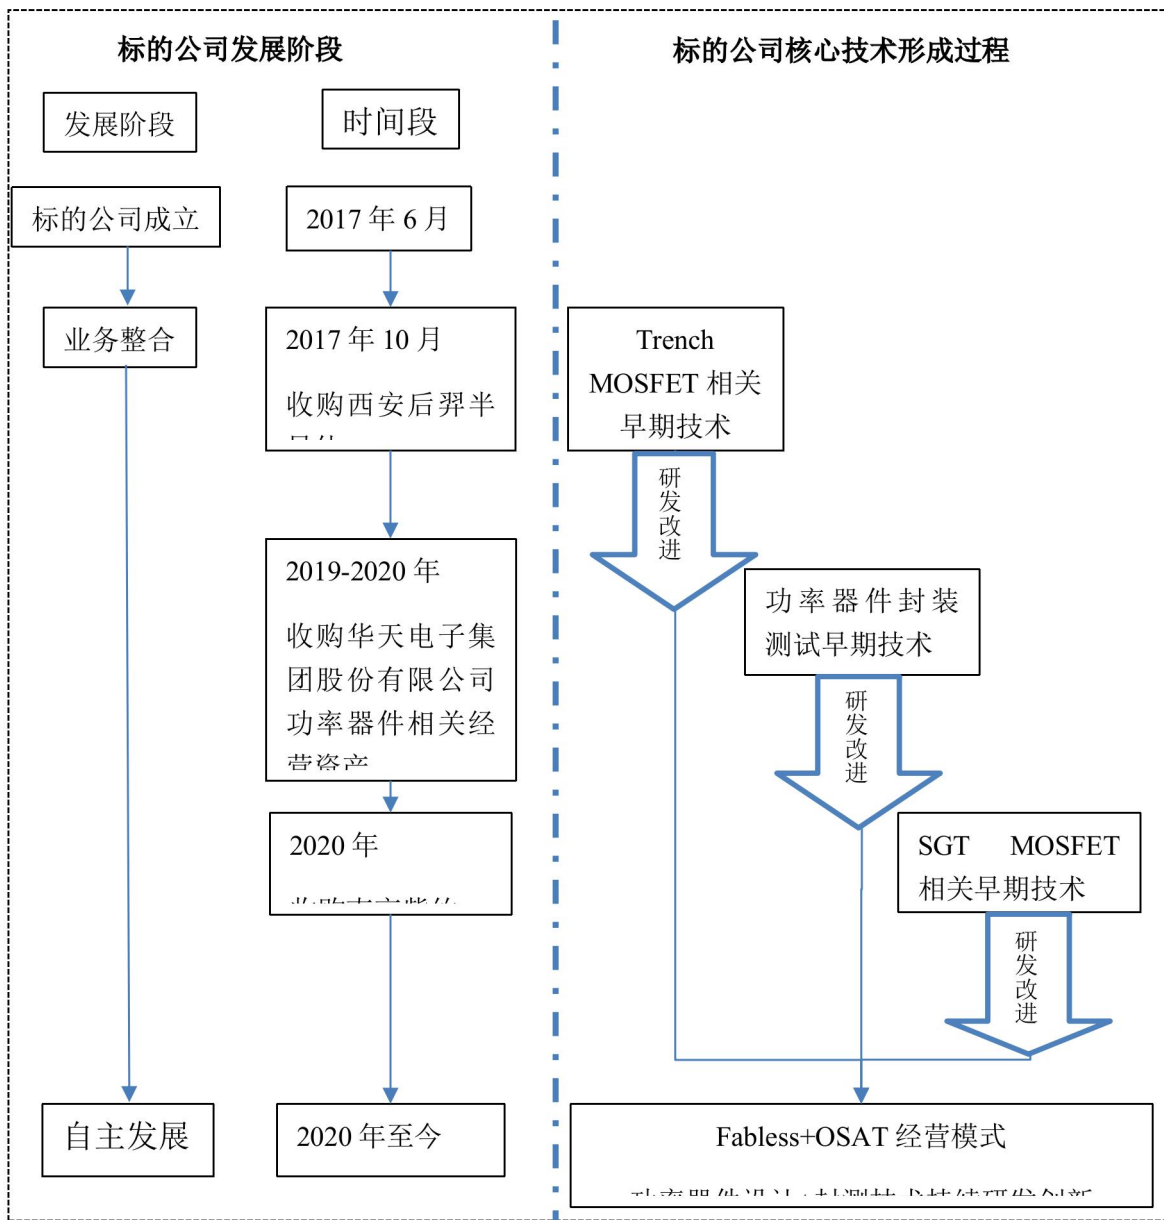 标的公司发展阶段
标的公司核心技术形成过程
发展阶段
时间段
标的公司成立
2017 年 6 月
业务整合
2017 年 10 月
收购西安后羿半
Trench
MOSFET 相关
早期技术
研发改进
2019-2020 年
收购华天电子集
团股份有限公司
功率器件相关经
营资产
功率器件封装
测试早期技术
研发改进
2020 年
SGT MOSFET
相关早期技术
研发改进
自主发展
2020 年至今
Fabless+OSAT 经营模式